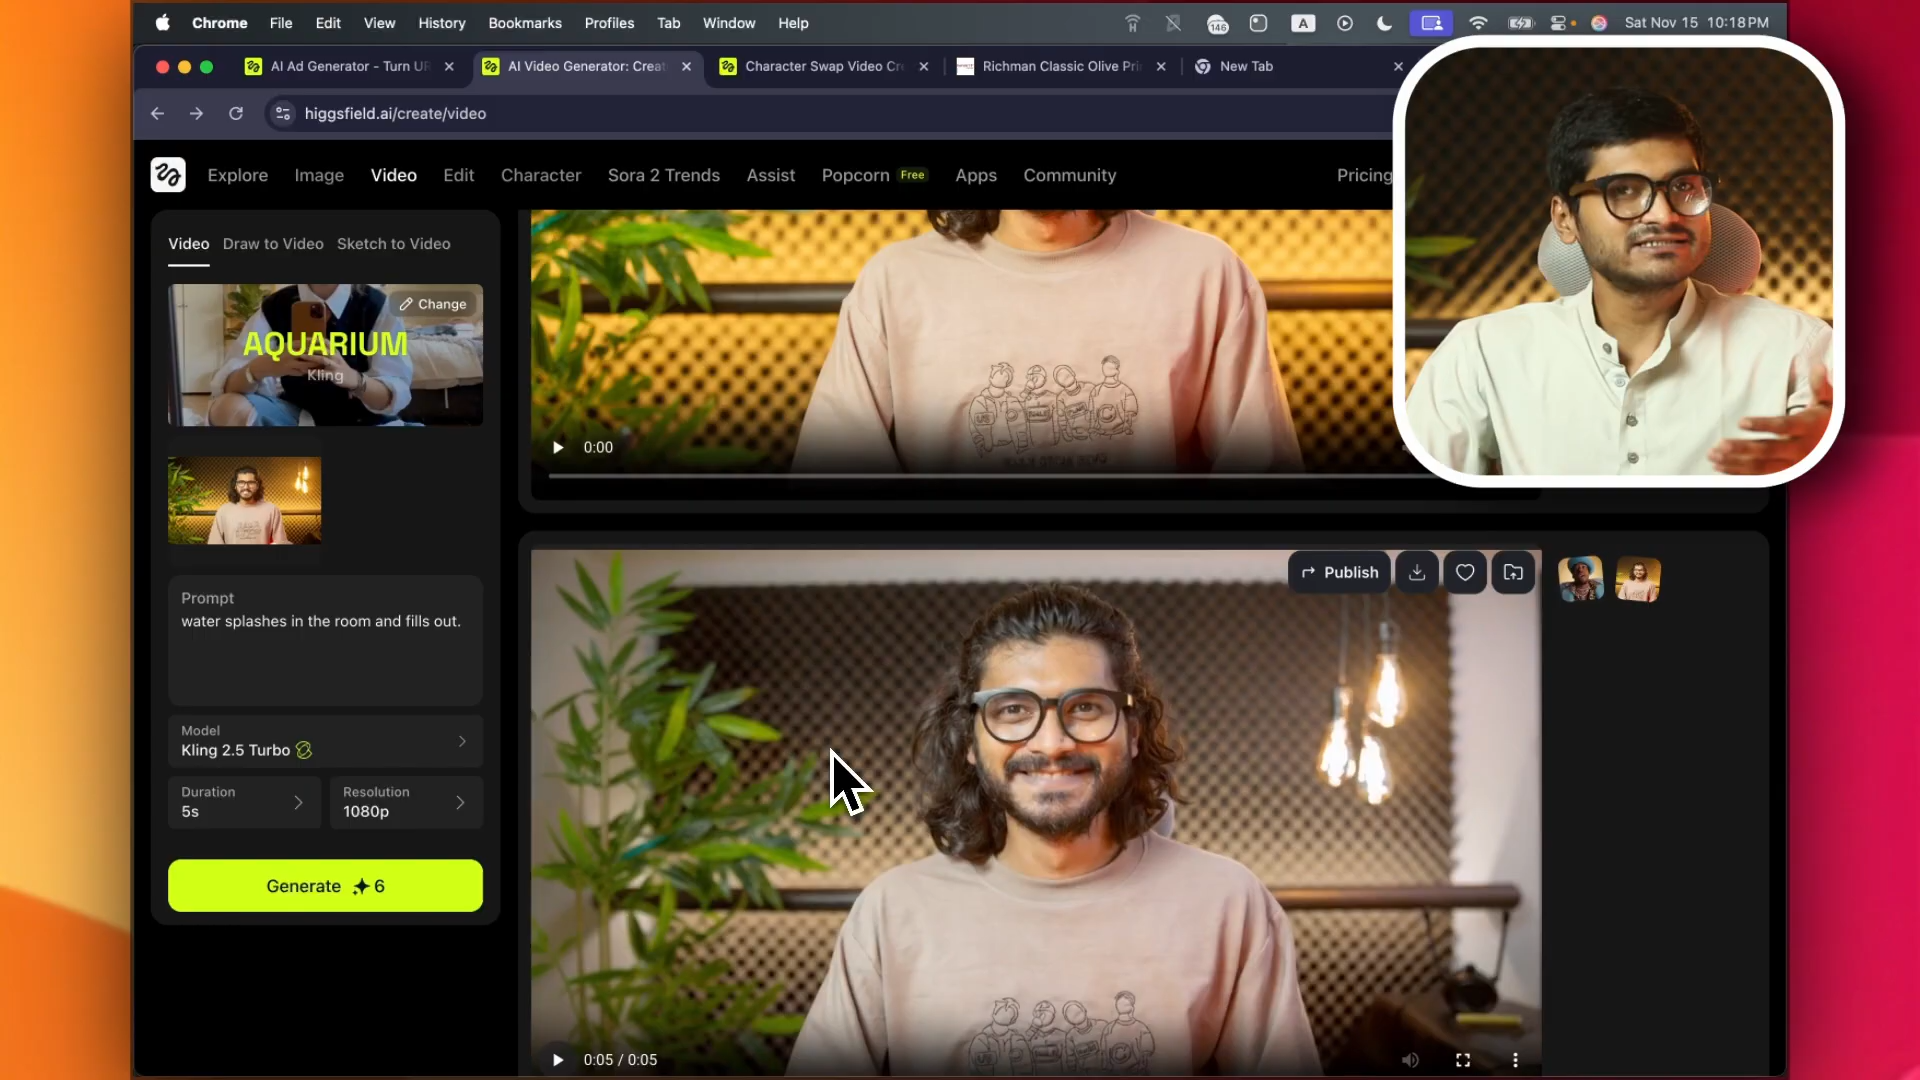 Chrome File Edit View History Bookmarks Profiles Tab Window Help
146
A
Sat Nov 15 10:18 PM
AI Ad Generator - Turn UR
AI Video Generator: Creat
Character Swap Video Cre
Richman Classic Olive Prin
New Tab
higgsfield.ai/create/video
Explore Image Video Edit Character Sora 2 Trends Assist Popcorn Free Apps Community Pricing
Video Draw to Video Sketch to Video
Change
AQUARIUM
Kling
Prompt
water splashes in the room and fills out.
Model
Kling 2.5 Turbo
Duration
5s
Resolution
1080p
Generate 6
0:00
Publish
0:05 / 0:05